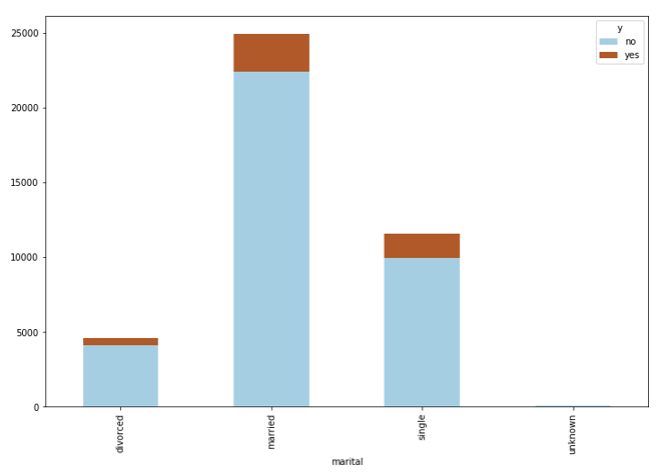 25000
20000
15000
10000
5000
0
y
no
yes
divorced
married
single
unknown
marital